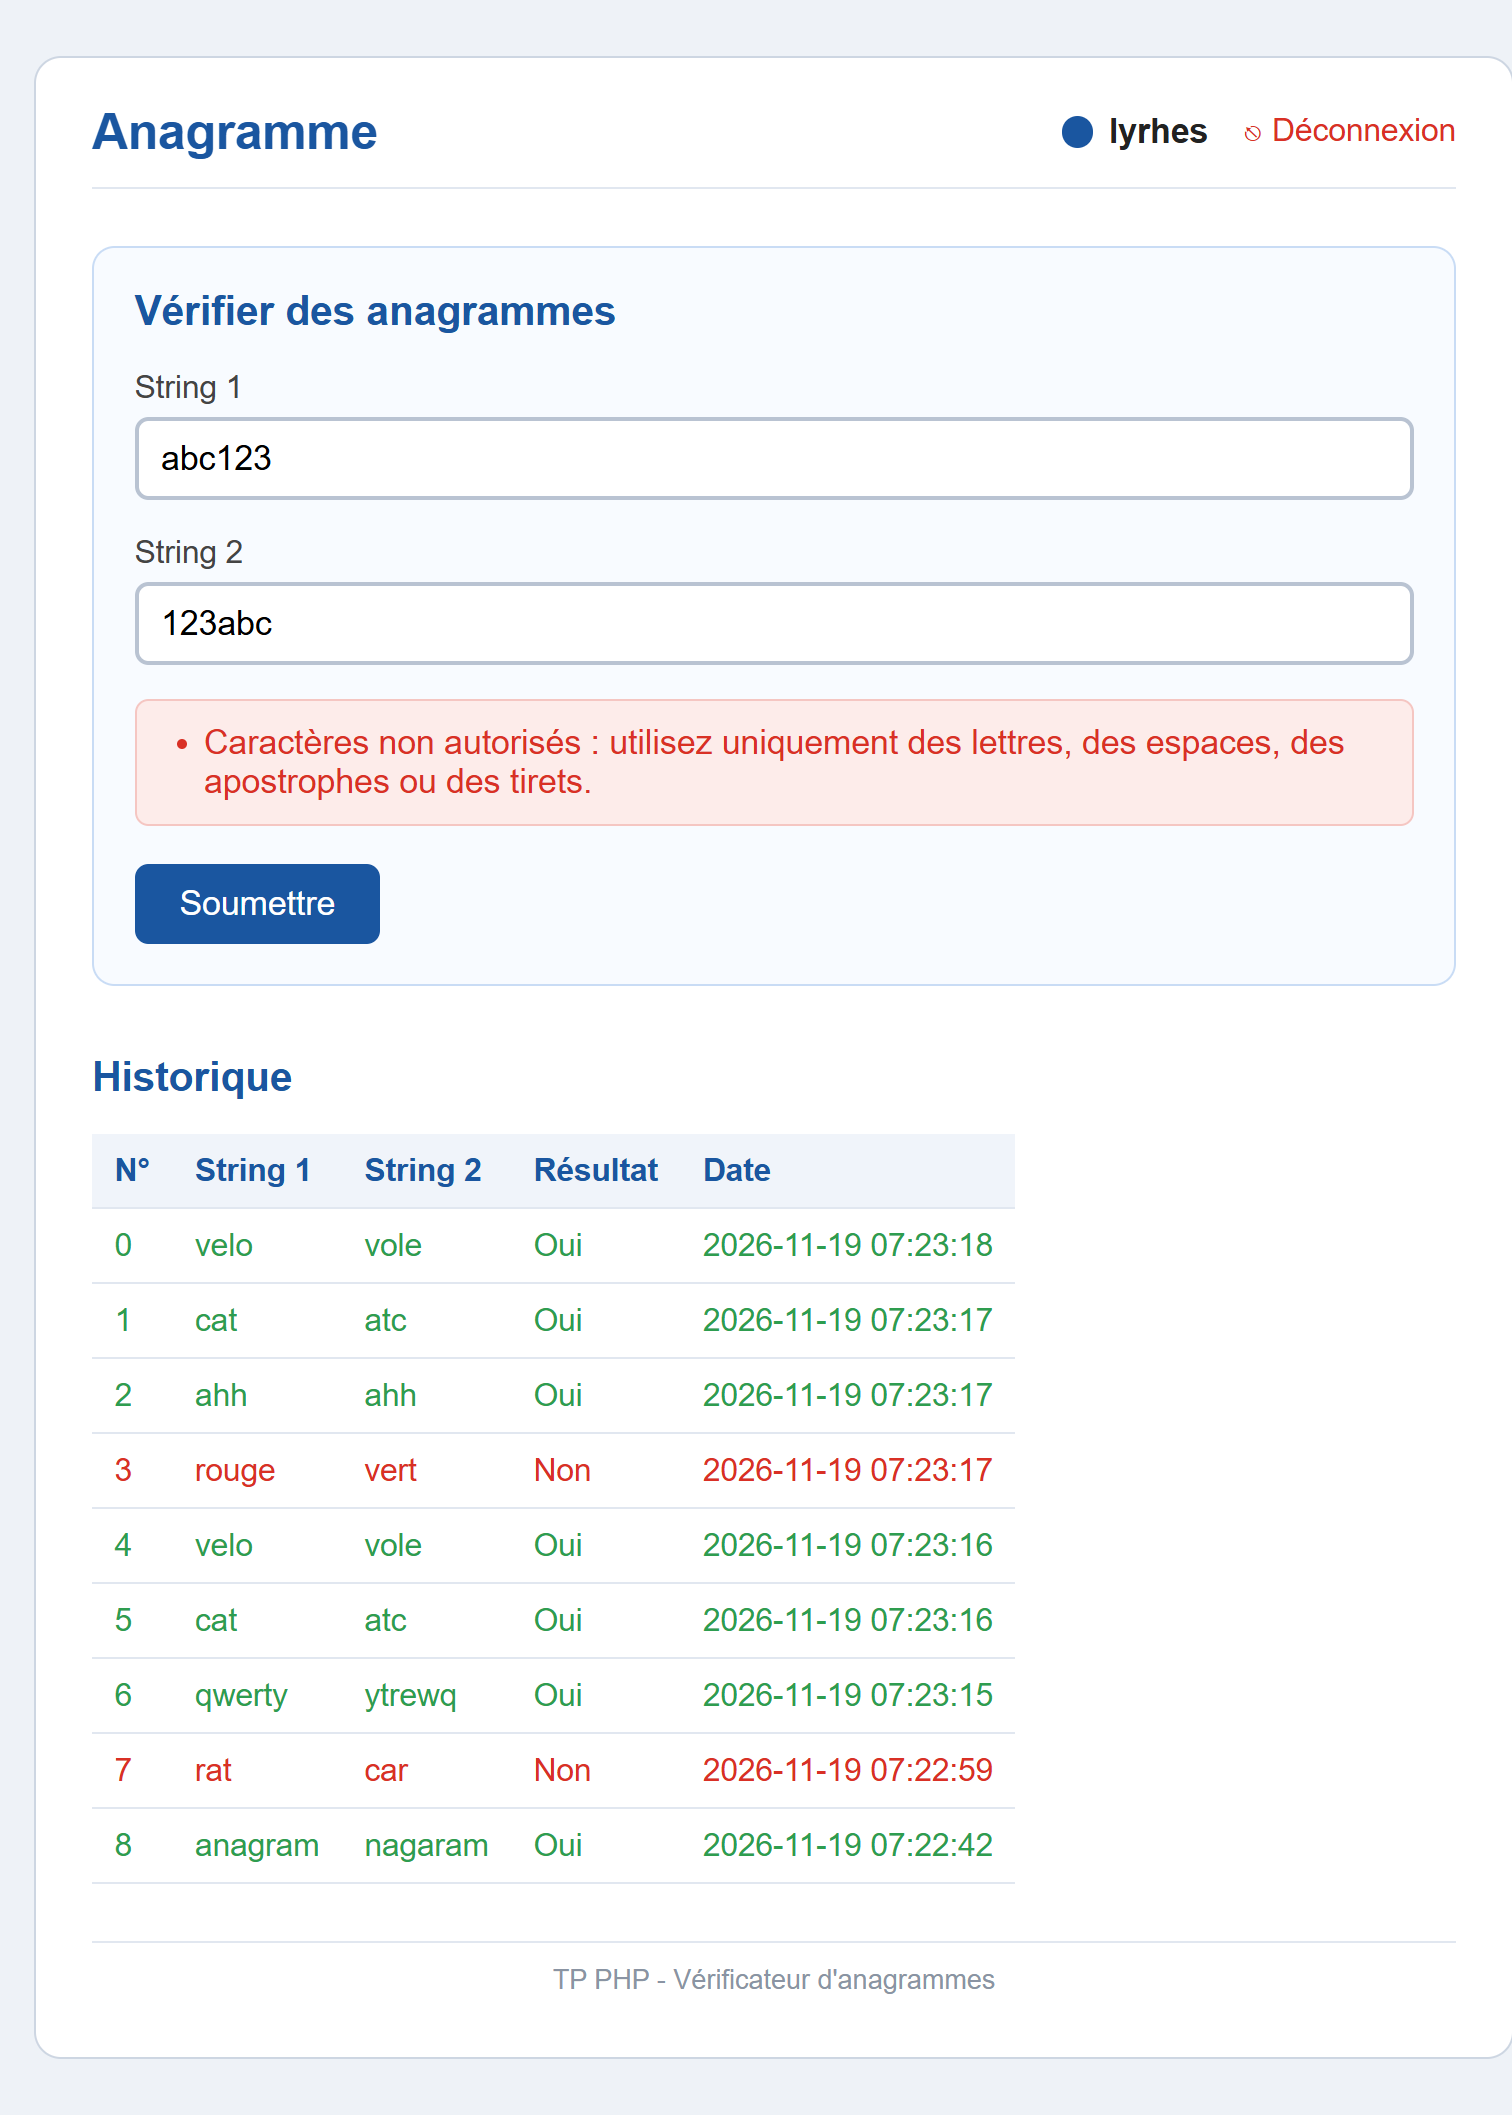 Anagramme
lyrhes Déconnexion
Vérifier des anagrammes
String 1
abc123
String 2
123abc
• Caractères non autorisés : utilisez uniquement des lettres, des espaces, des
apostrophes ou des tirets.
Soumettre
Historique
N° String 1 String 2 Résultat Date
0 velo vole Oui 2026-11-19 07:23:18
1 cat atc Oui 2026-11-19 07:23:17
2 ahh ahh Oui 2026-11-19 07:23:17
3 rouge vert Non 2026-11-19 07:23:17
4 velo vole Oui 2026-11-19 07:23:16
5 cat atc Oui 2026-11-19 07:23:16
6 qwerty ytrewq Oui 2026-11-19 07:23:15
7 rat car Non 2026-11-19 07:22:59
8 anagram nagaram Oui 2026-11-19 07:22:42
TP PHP - Vérificateur d'anagrammes